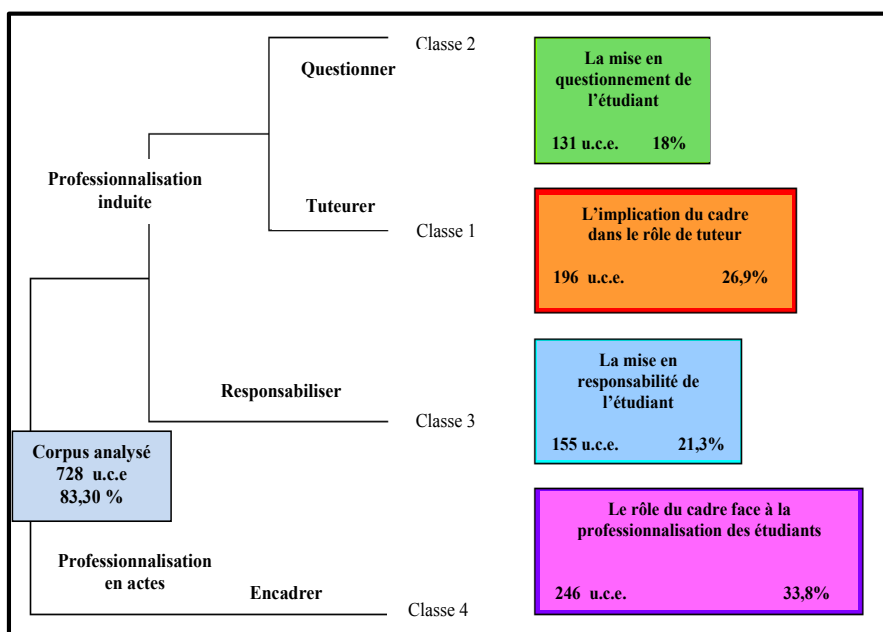 Classe 2
Questionner
La mise en
questionnement de
l’étudiant
131 u.c.e. 18%
Professionnalisation
induite
Tuteurer
Classe 1
L’implication du cadre
dans le rôle de tuteur
196 u.c.e. 26,9%
Responsabiliser
Classe 3
La mise en
responsabilité de
l’étudiant
155 u.c.e. 21,3%
Corpus analysé
728 u.c.e
83,30 %
Professionalisation
en actes
Encadrer
Classe 4
Le rôle du cadre face à la
professionnalisation des étudiants
246 u.c.e. 33,8%